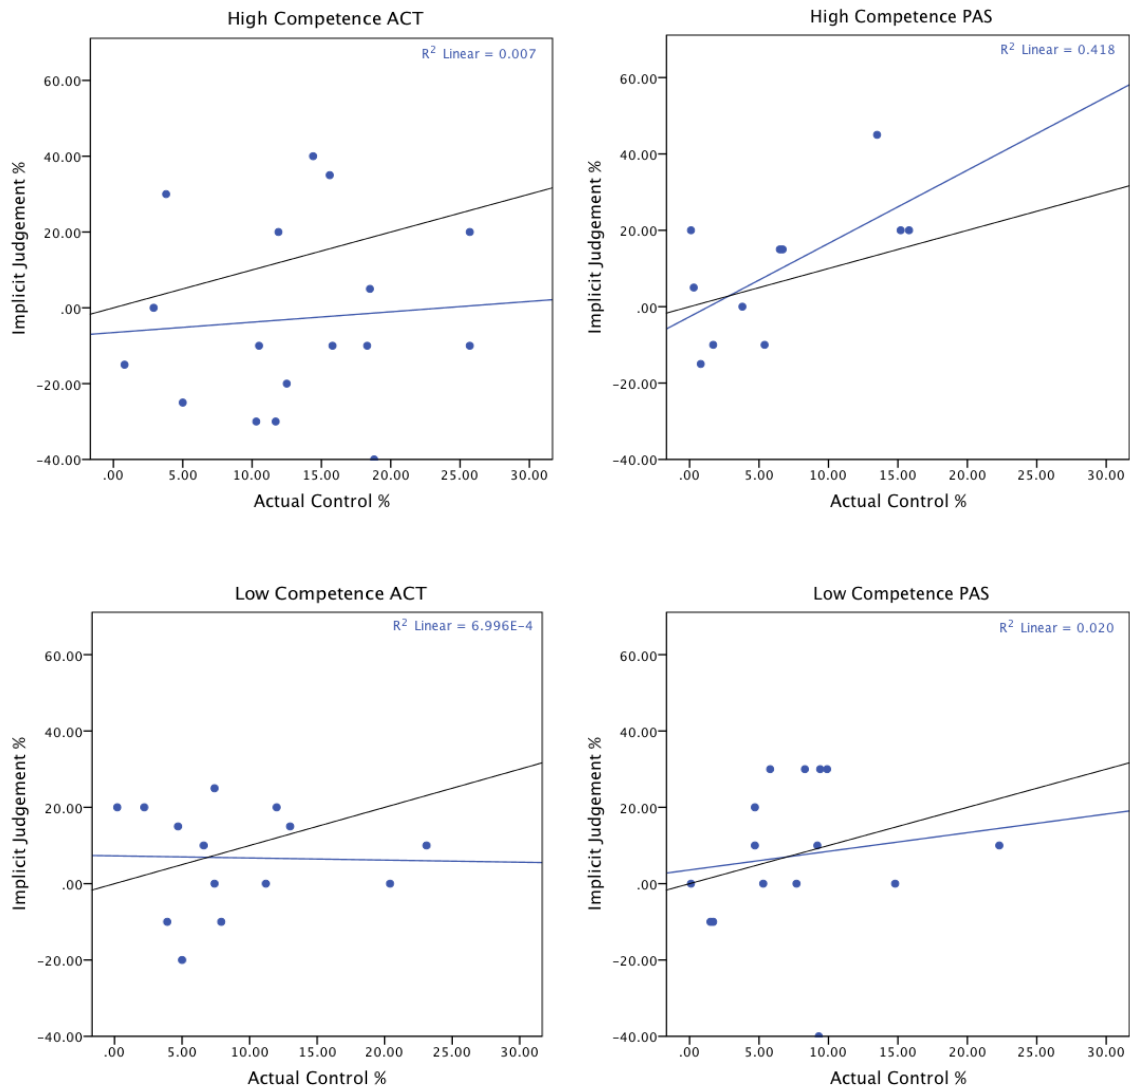 High Competence ACT
R² Linear = 0.007
60.00
40.00
20.00
.00
−20.00
−40.00
Implicit Judgement %
.00 5.00 10.00 15.00 20.00 25.00 30.00
Actual Control %
High Competence PAS
R² Linear = 0.418
60.00
40.00
20.00
.00
−20.00
−40.00
Implicit Judgement %
.00 5.00 10.00 15.00 20.00 25.00 30.00
Actual Control %
Low Competence ACT
R² Linear = 6.996E−4
60.00
40.00
20.00
.00
−20.00
−40.00
Implicit Judgement %
.00 5.00 10.00 15.00 20.00 25.00 30.00
Actual Control %
Low Competence PAS
R² Linear = 0.020
60.00
40.00
20.00
.00
−20.00
−40.00
Implicit Judgement %
.00 5.00 10.00 15.00 20.00 25.00 30.00
Actual Control %